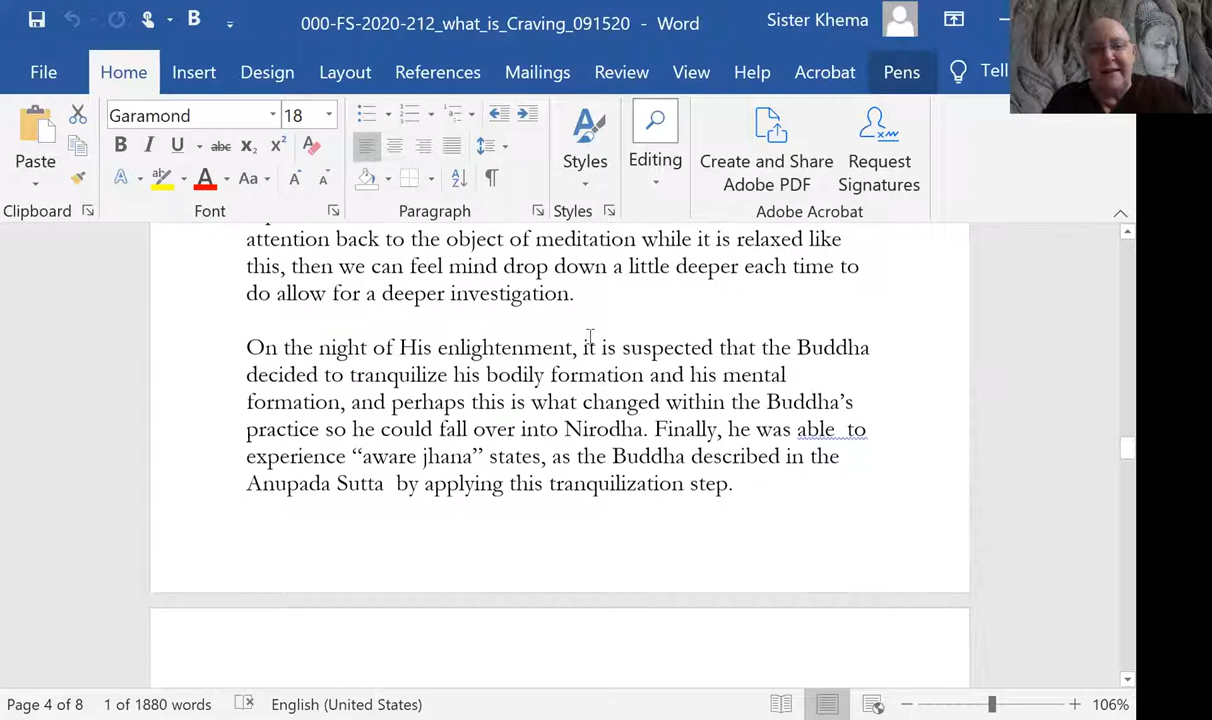 B
000-FS-2020-212_what_is_Craving_091520 - Word
Sister Khema
File Home Insert Design Layout References Mailings Review View Help Acrobat Pens Tell
Garamond 18
Paste
B I U abc X₂ X²
A A Aa A A
Styles
Editing
Create and Share
Adobe PDF
Request
Signatures
Clipboard Font Paragraph Styles Adobe Acrobat
attention back to the object of meditation while it is relaxed like
this, then we can feel mind drop down a little deeper each time to
do allow for a deeper investigation.
On the night of His enlightenment, it is suspected that the Buddha
decided to tranquilize his bodily formation and his mental
formation, and perhaps this is what changed within the Buddha’s
practice so he could fall over into Nirodha. Finally, he was able  to
experience “aware jhana” states, as the Buddha described in the
Anupada Sutta  by applying this tranquilization step.
Page 4 of 8 1 of 1880 words English (United States) 106%